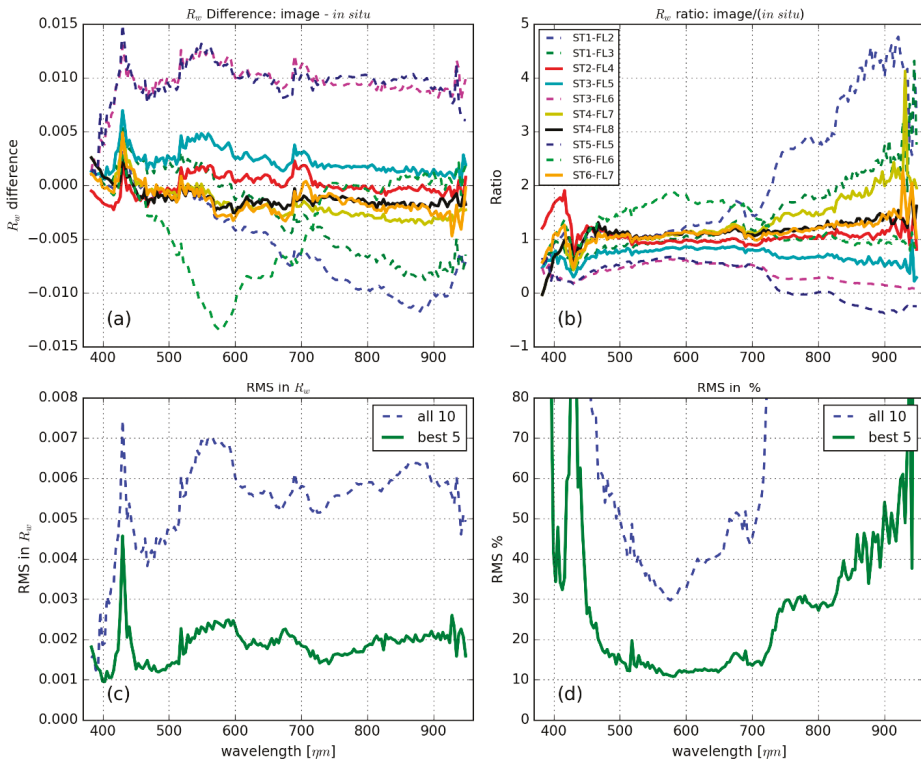 R_w Difference: image - in situ
R_w difference
0.015
0.010
0.005
0.000
−0.005
−0.010
−0.015
400 500 600 700 800 900
(a)
R_w ratio: image/(in situ)
Ratio
5
4
3
2
1
0
−1
ST1-FL2
ST1-FL3
ST2-FL4
ST3-FL5
ST3-FL6
ST4-FL7
ST4-FL8
ST5-FL5
ST6-FL6
ST6-FL7
400 500 600 700 800 900
(b)
RMS in R_w
RMS in R_w
0.008
0.007
0.006
0.005
0.004
0.003
0.002
0.001
0.000
all 10
best 5
(c)
400 500 600 700 800 900
wavelength [ηm]
RMS in %
RMS %
80
70
60
50
40
30
20
10
0
all 10
best 5
(d)
400 500 600 700 800 900
wavelength [ηm]